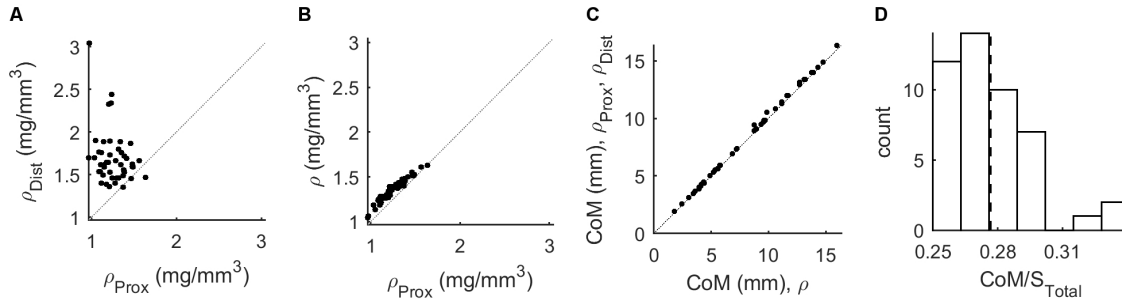 A
3
2.5
2
1.5
1
1 2 3
ρDist (mg/mm³)
ρProx (mg/mm³)
B
3
2.5
2
1.5
1
1 2 3
ρ (mg/mm³)
ρProx (mg/mm³)
C
15
10
5
0
0 5 10 15
CoM (mm), ρProx, ρDist
CoM (mm), ρ
D
10
5
0
0.25 0.28 0.31
count
CoM/STotal